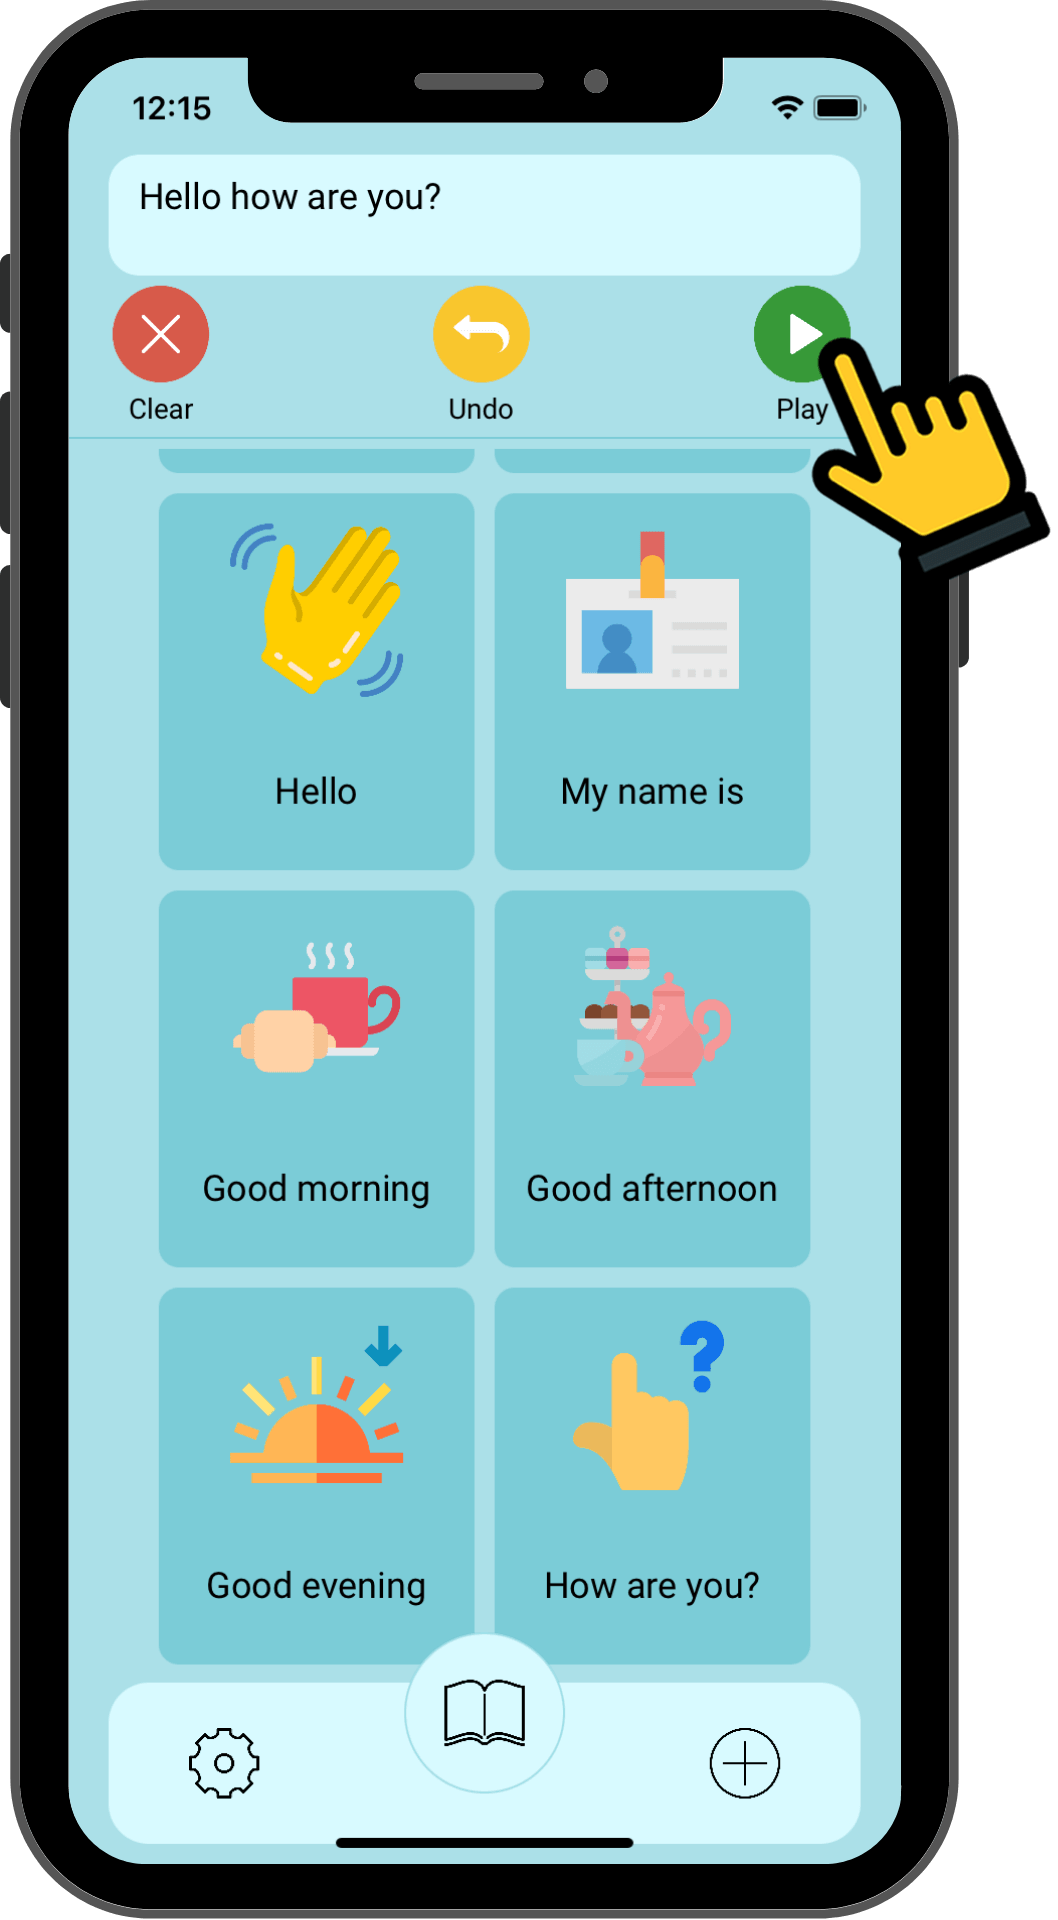 12:15
Hello how are you?
Clear
Undo
Play
Hello
My name is
Good morning
Good afternoon
Good evening
How are you?